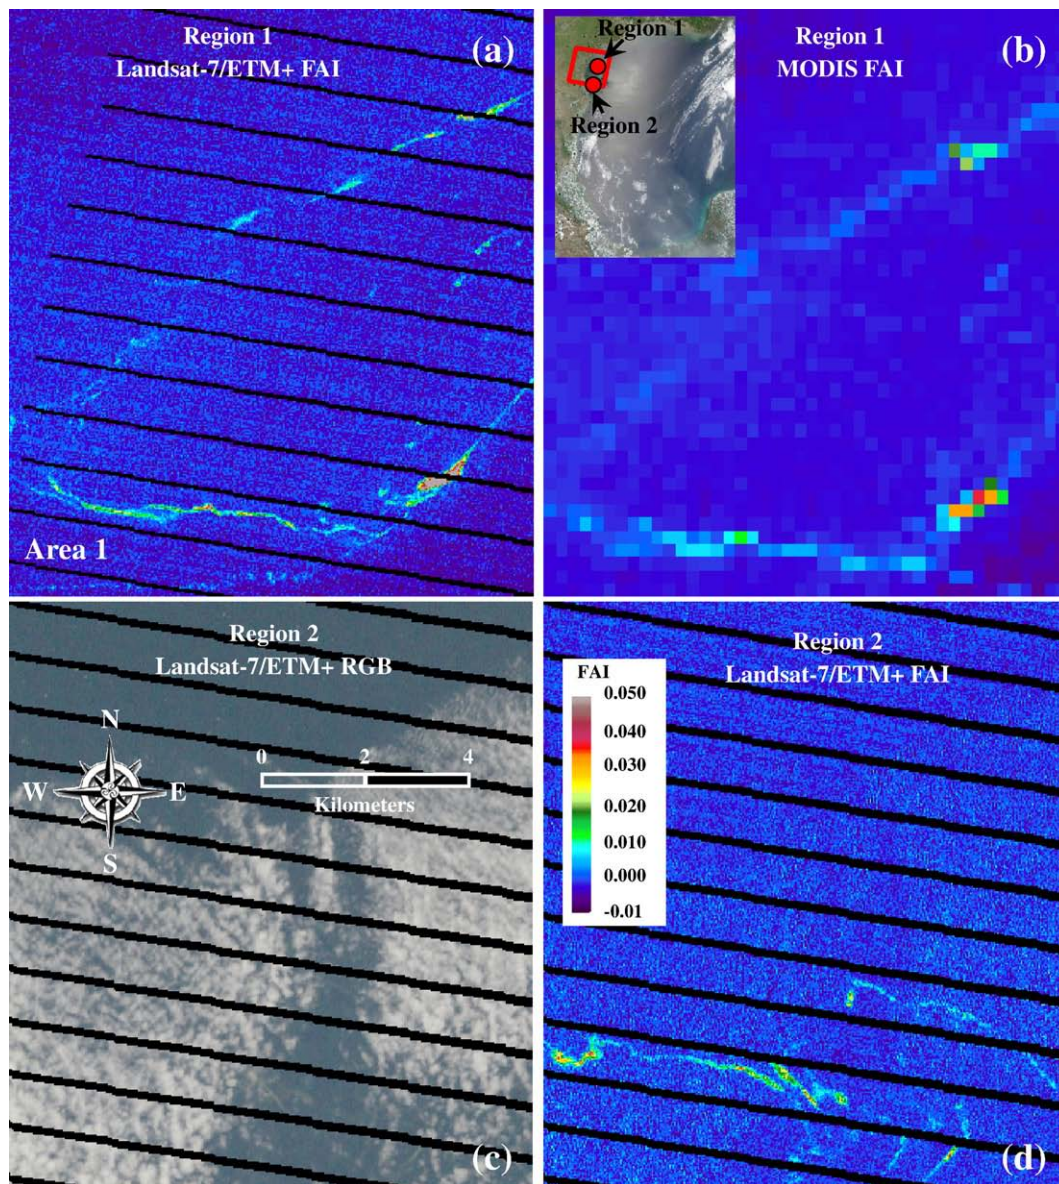 Region 1
Landsat-7/ETM+ FAI
(a)
Area 1
Region 1
MODIS FAI
(b)
Region 1
Region 2
Region 2
Landsat-7/ETM+ RGB
N
W E
S
0 2 4
Kilometers
(c)
Region 2
Landsat-7/ETM+ FAI
FAI
0.050
0.040
0.030
0.020
0.010
0.000
-0.01
(d)